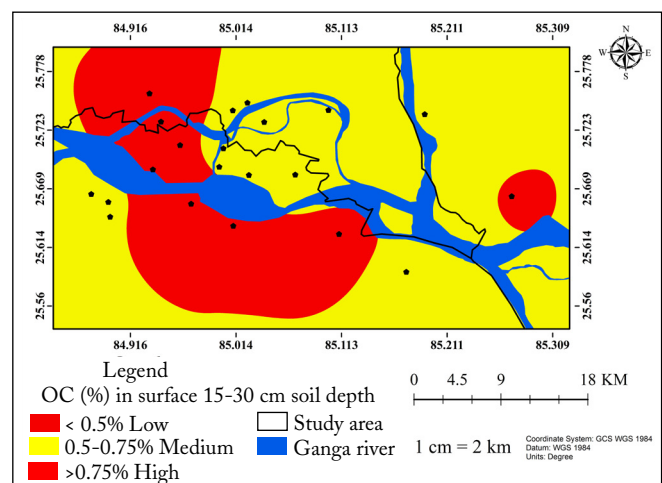 84.916 85.014 85.113 85.211 85.309
N
W E
S
25.778 25.778
25.723 25.723
25.669 25.669
25.614 25.614
25.56 25.56
84.916 85.014 85.113 85.211 85.309
Legend
OC (%) in surface 15-30 cm soil depth
< 0.5% Low
0.5-0.75% Medium
>0.75% High
Study area
Ganga river
0 4.5 9 18 KM
1 cm = 2 km
Coordinate System: GCS WGS 1984
Datum: WGS 1984
Units: Degree